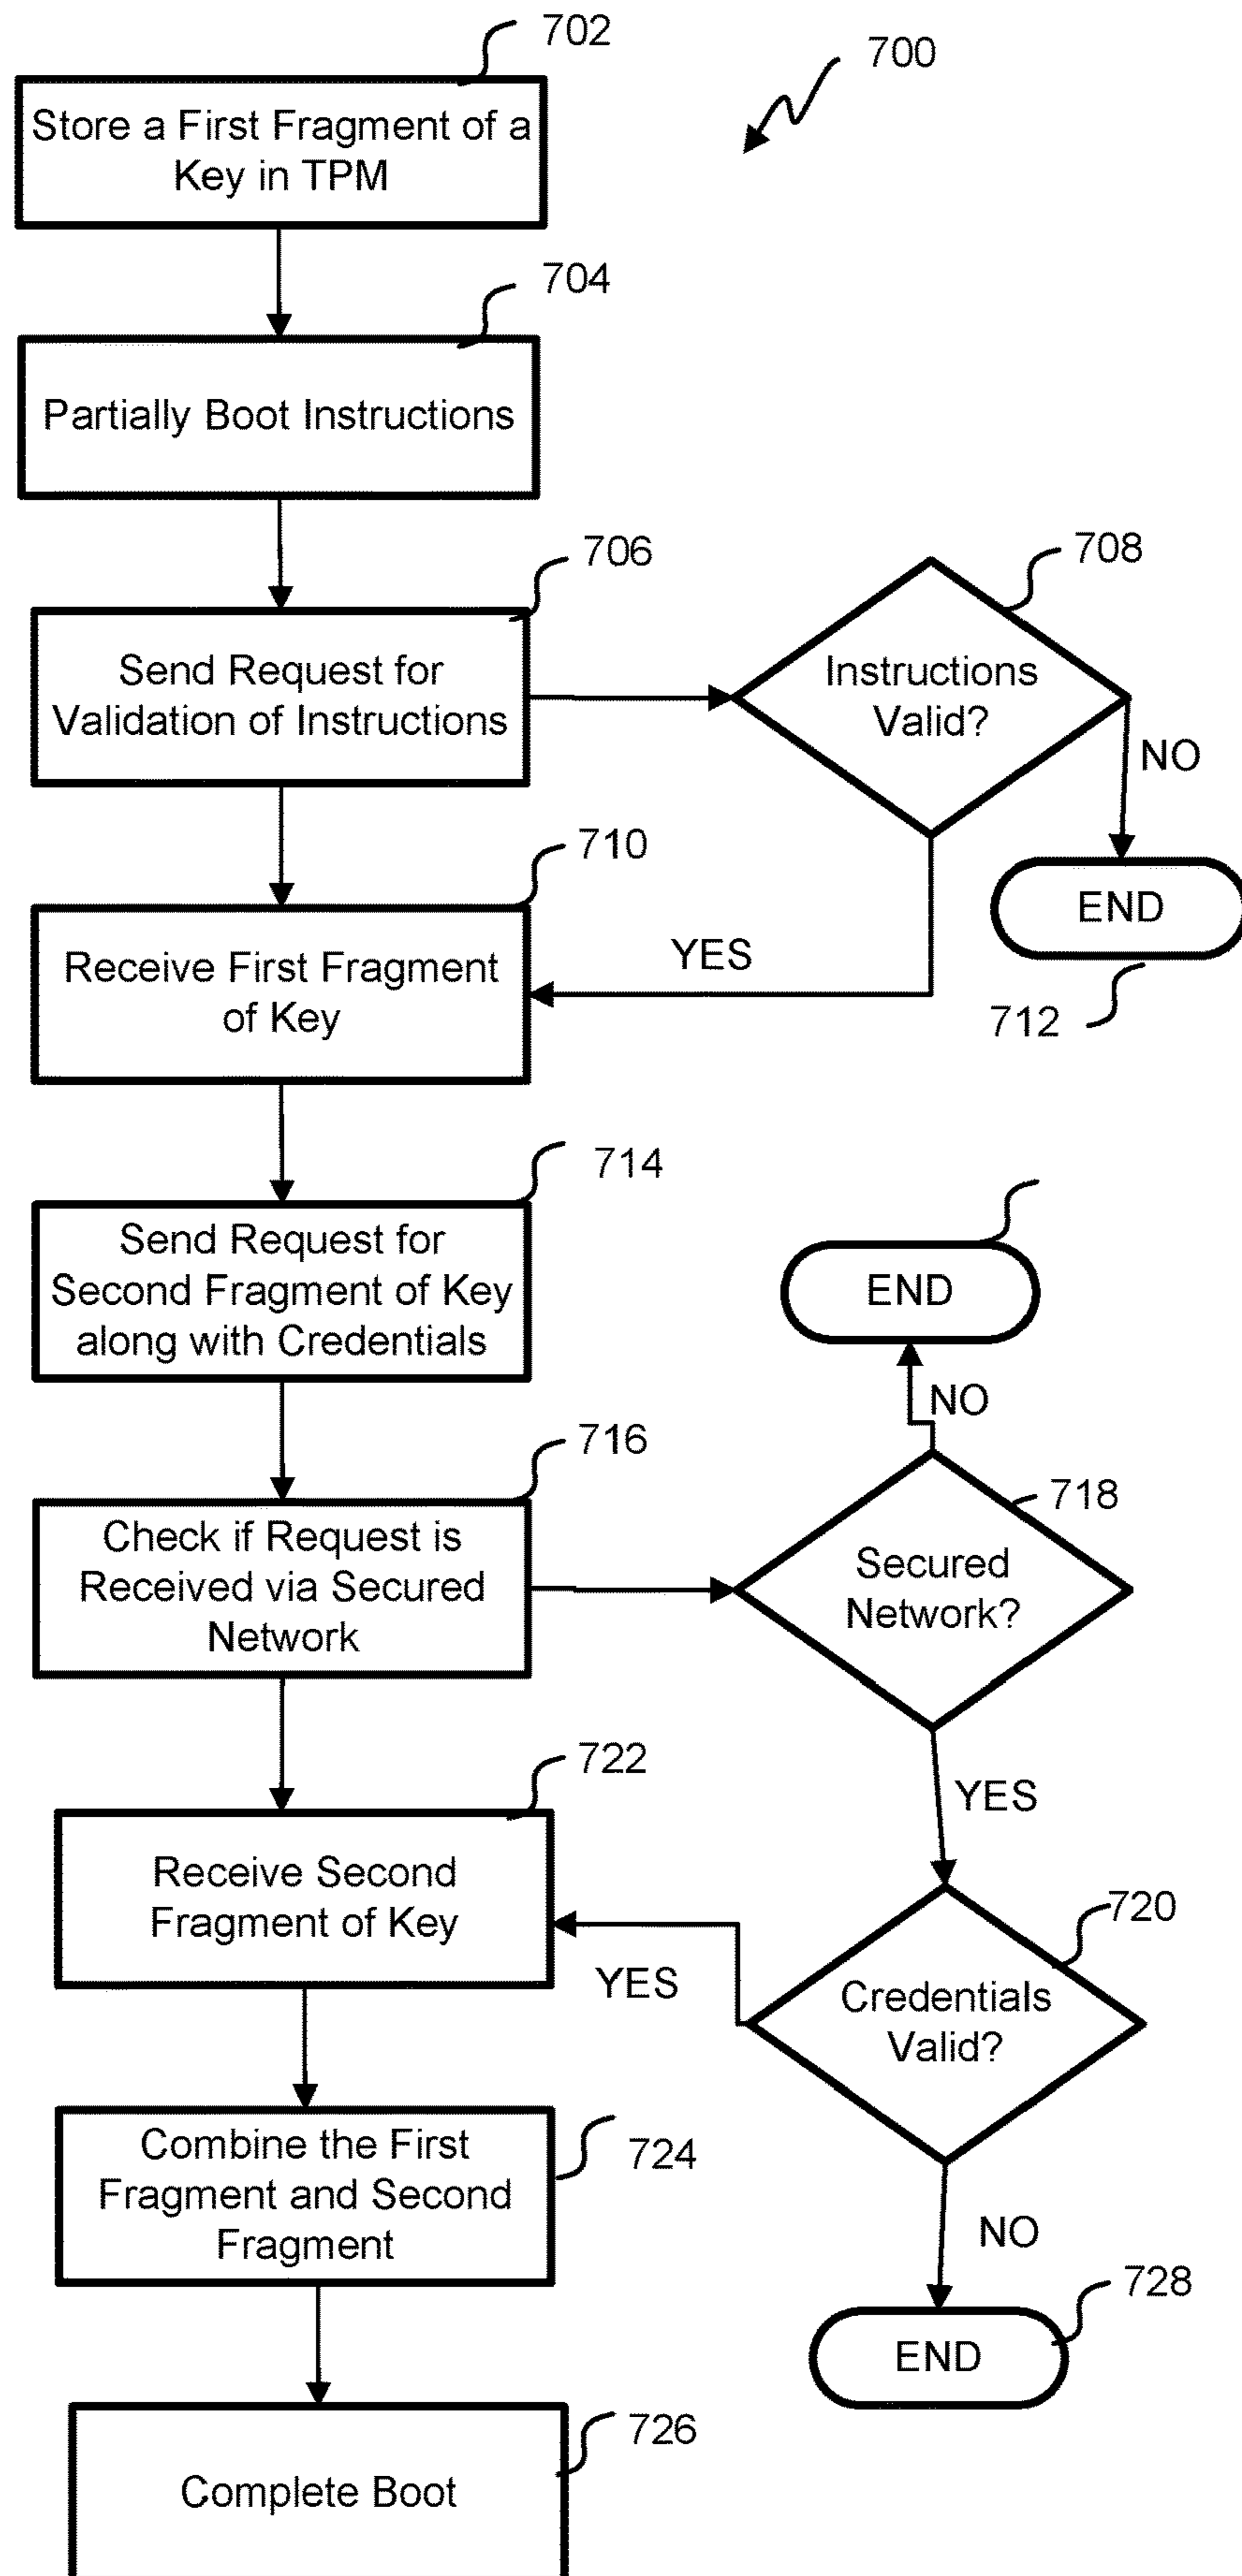 702
700
Store a First Fragment of a
Key in TPM
704
Partially Boot Instructions
706
708
Send Request for
Validation of Instructions
Instructions
Valid?
NO
710
END
Receive First Fragment
of Key
YES
712
714
Send Request for
Second Fragment of Key
along with Credentials
END
NO
716
718
Check if Request is
Received via Secured
Network
Secured
Network?
722
YES
Receive Second
Fragment of Key
720
YES
Credentials
Valid?
Combine the First
Fragment and Second
Fragment
724
NO
728
END
726
Complete Boot